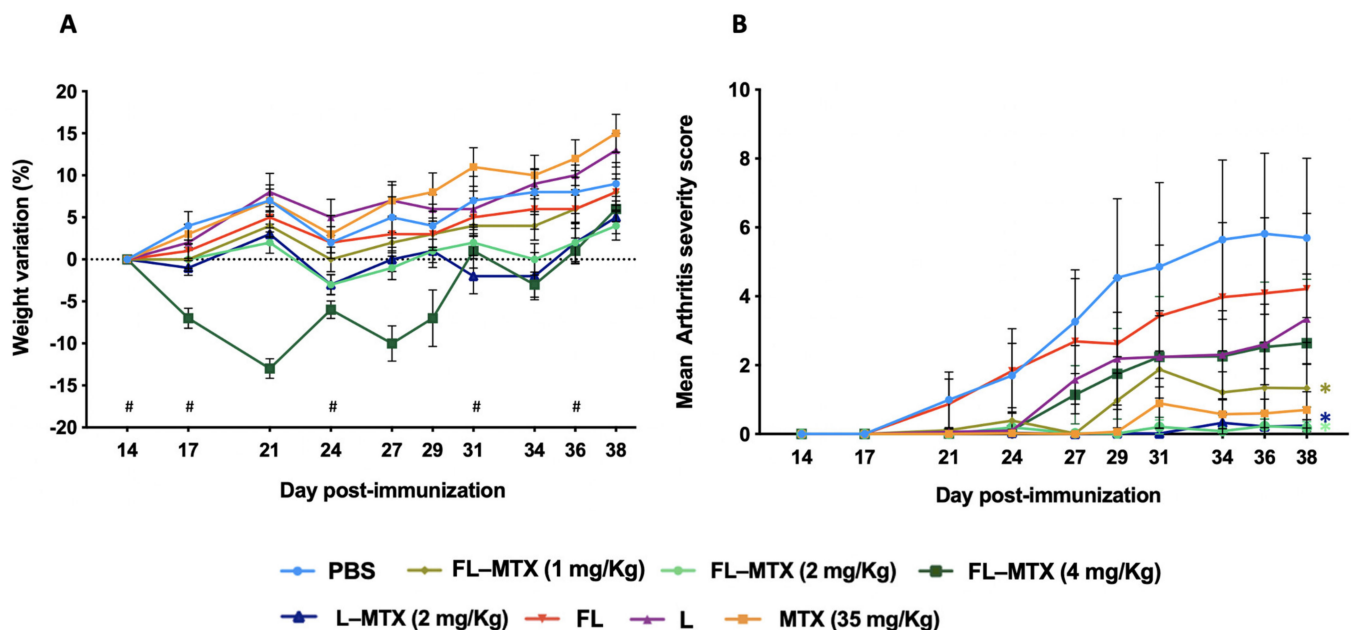 A
B
Weight variation (%)
20
15
10
5
0
-5
-10
-15
-20
# # # # #
14 17 21 24 27 29 31 34 36 38
Day post-immunization
Mean Arthritis severity score
10
8
6
4
2
0
*
*
*
14 17 21 24 27 29 31 34 36 38
Day post-immunization
PBS FL–MTX (1 mg/Kg) FL–MTX (2 mg/Kg) FL–MTX (4 mg/Kg)
L–MTX (2 mg/Kg) FL L MTX (35 mg/Kg)